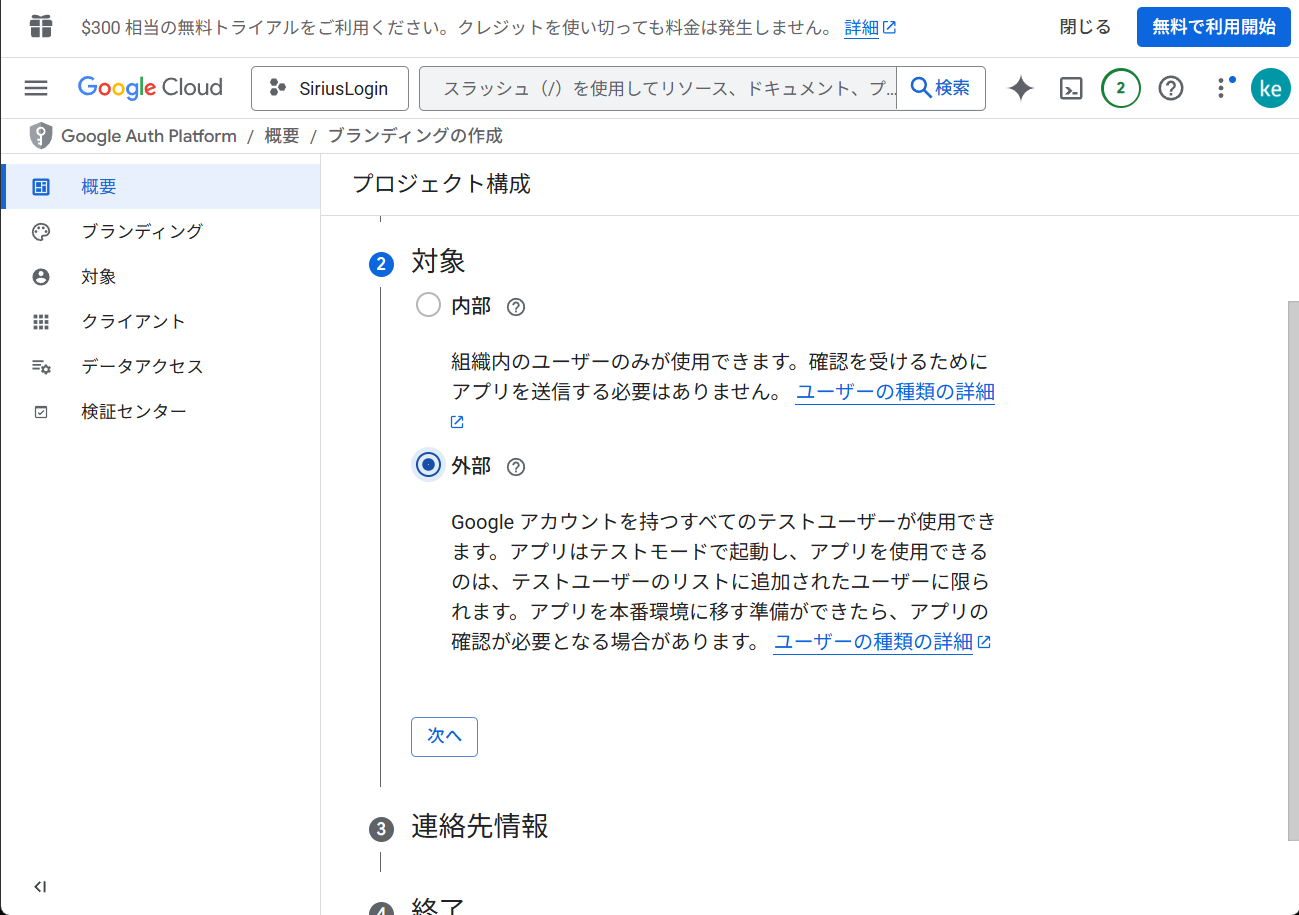 $300 相当の無料トライアルをご利用ください。クレジットを使い切っても料金は発生しません。 詳細
閉じる
無料で利用開始
Google Cloud
SiriusLogin
スラッシュ（/）を使用してリソース、ドキュメント、プ...
検索
2
ke
Google Auth Platform / 概要 / ブランディングの作成
概要
ブランディング
対象
クライアント
データアクセス
検証センター
プロジェクト構成
2 対象
内部
組織内のユーザーのみが使用できます。確認を受けるために
アプリを送信する必要はありません。 ユーザーの種類の詳細
外部
Google アカウントを持つすべてのテストユーザーが使用でき
ます。アプリはテストモードで起動し、アプリを使用できる
のは、テストユーザーのリストに追加されたユーザーに限ら
れます。アプリを本番環境に移す準備ができたら、アプリの
確認が必要となる場合があります。 ユーザーの種類の詳細
次へ
3 連絡先情報
4 終了